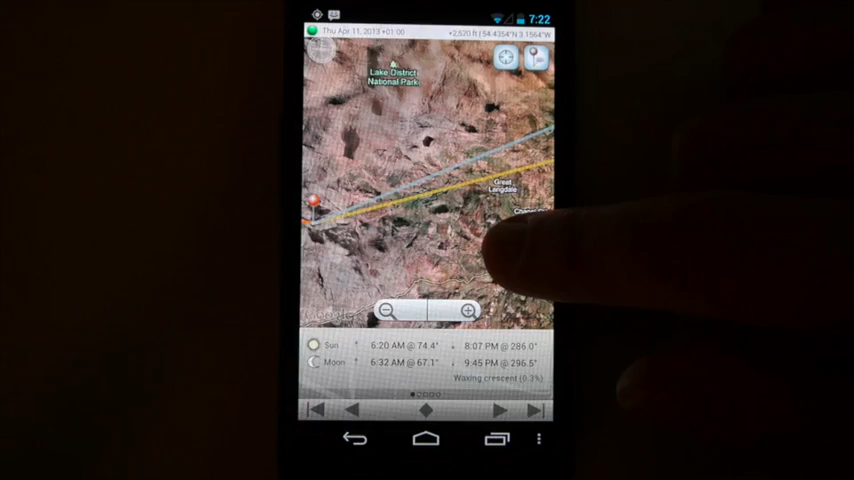 7:22
Thu Apr 11, 2013 +01:00 +2,520 ft | 54.4354°N 3.1564°W
Lake District
National Park
Great
Langdale
Sun 6:20 AM @ 74.4° 8:07 PM @ 286.0°
Moon 6:32 AM @ 67.1° 9:45 PM @ 296.5°
Waxing crescent (0.3%)